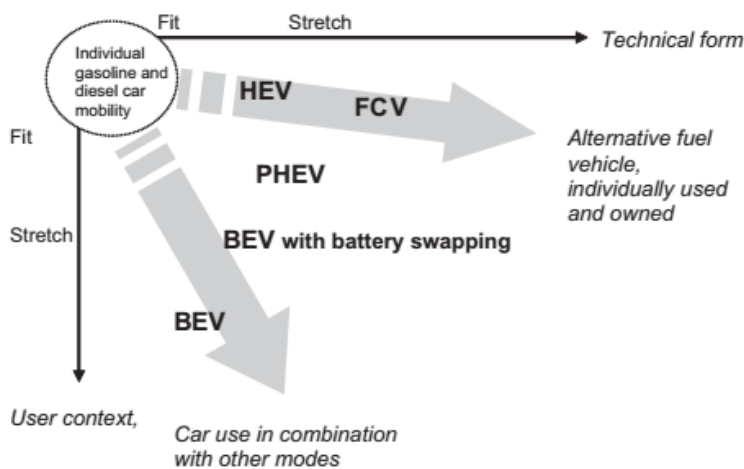 Fit
Stretch
Technical form
Individual
gasoline and
diesel car
mobility
HEV
FCV
Fit
Alternative fuel
vehicle,
individually used
and owned
PHEV
Stretch
BEV with battery swapping
BEV
User context,
Car use in combination
with other modes